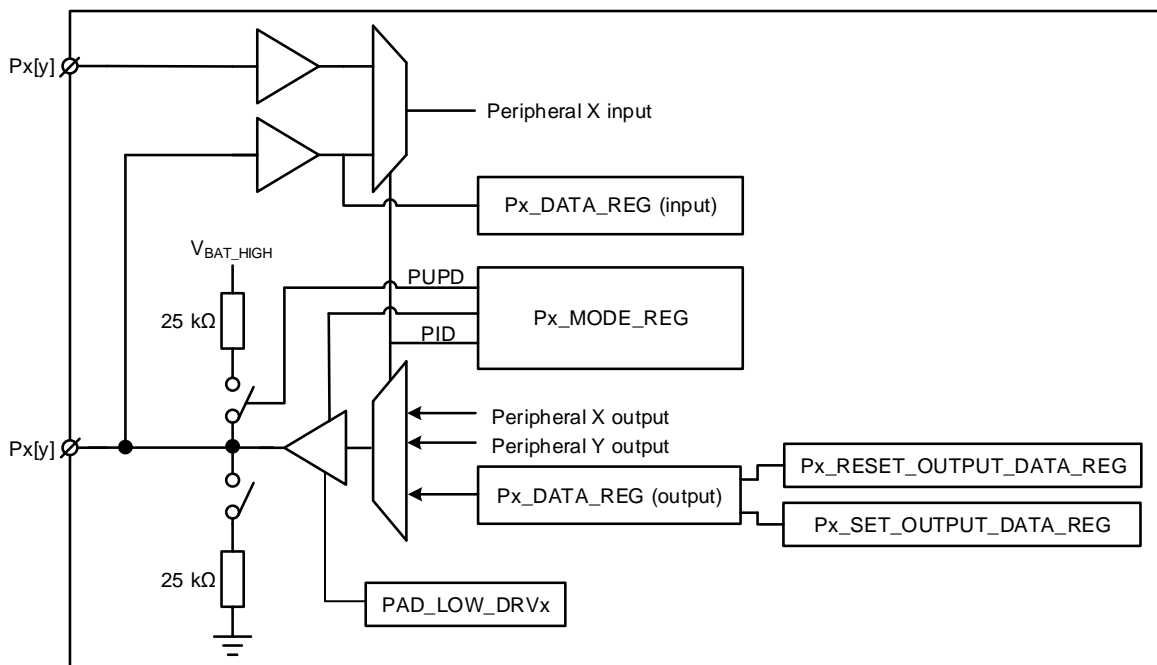 Px[y]
Peripheral X input
Px_DATA_REG (input)
VBAT_HIGH
PUPD
25 kΩ
Px_MODE_REG
PID
Peripheral X output
Px[y]
Peripheral Y output
Px_RESET_OUTPUT_DATA_REG
Px_DATA_REG (output)
Px_SET_OUTPUT_DATA_REG
25 kΩ
PAD_LOW_DRVx